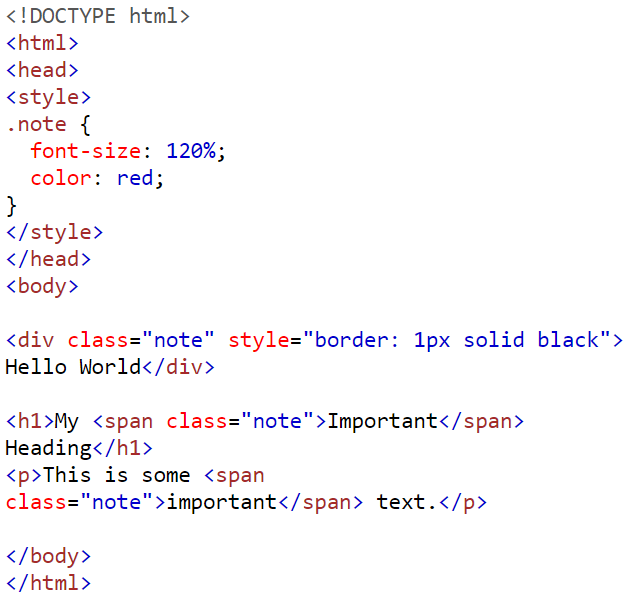 <!DOCTYPE html>
<html>
<head>
<style>
.note {
  font-size: 120%;
  color: red;
}
</style>
</head>
<body>

<div class="note" style="border: 1px solid black">
Hello World</div>

<h1>My <span class="note">Important</span>
Heading</h1>
<p>This is some <span
class="note">important</span> text.</p>

</body>
</html>